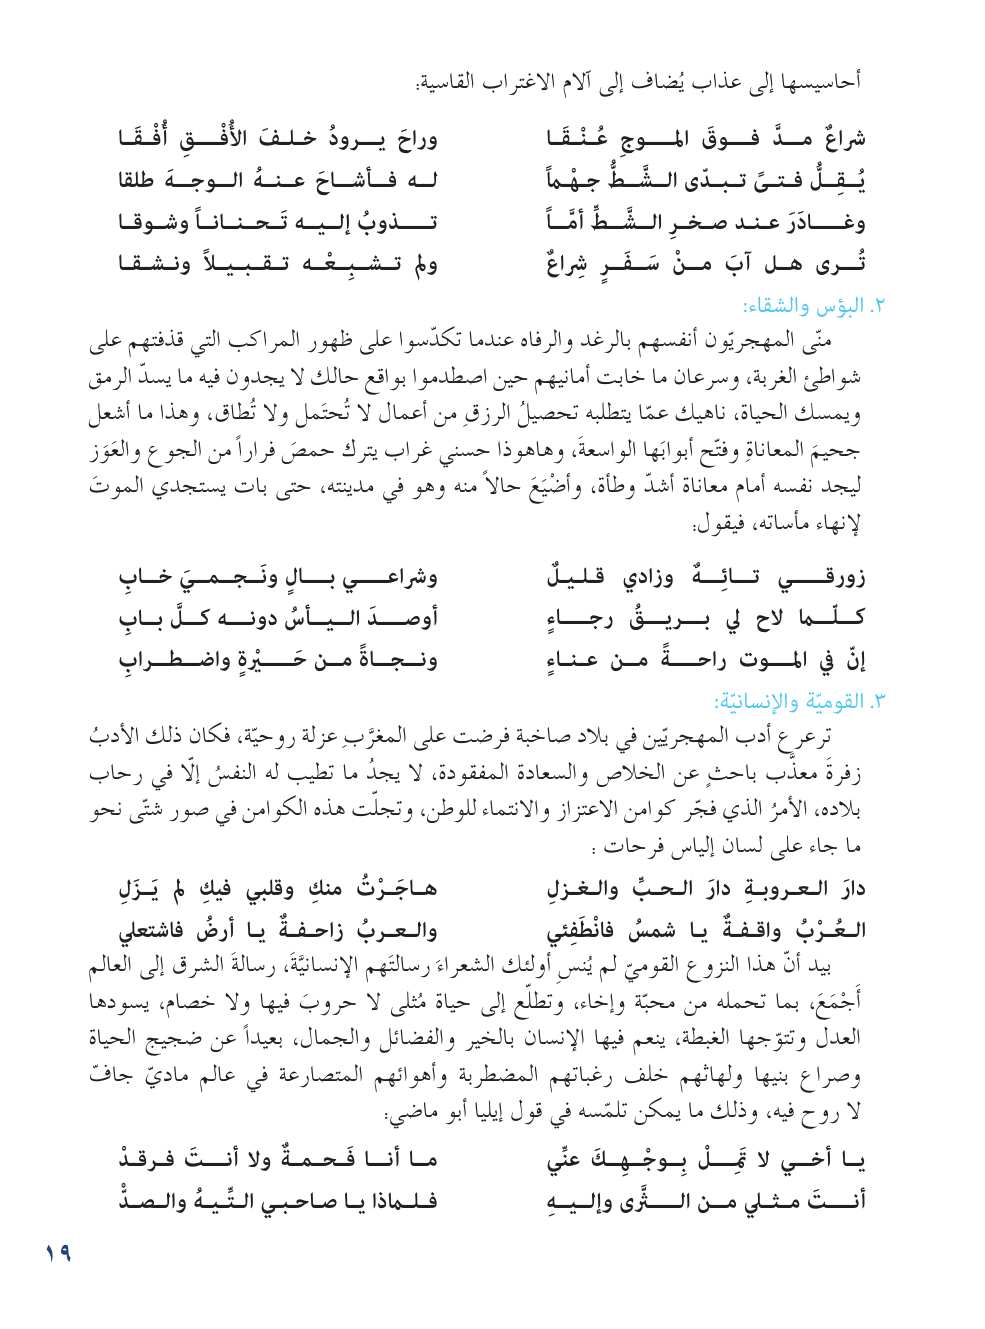 أحاسيسها إلى عذاب يُضاف إلى آلام الاغتراب القاسية:
شراعٌ مدَّ فوقَ الموجِ عُنْقَا وراحَ يرودُ خلفَ الأُفْقِ أُفْقَا
يُقِلُّ فتىً تبدّى الشَّطُّ جهْماً له فأشاحَ عنهُ الوجهَ طلقا
وغادَرَ عند صخرِ الشَّطِّ أمَّاً تذوبُ إليه تَحناناً وشوقا
تُرى هل آبَ منْ سَفَرٍ شِراعٌ ولم تشبِعْه تقبيلاً ونشقا
٢. البؤس والشقاء:
منّى المهجريّون أنفسهم بالرغد والرفاه عندما تكدّسوا على ظهور المراكب التي قذفتهم على
شواطئ الغربة، وسرعان ما خابت أمانيهم حين اصطدموا بواقع حالك لا يجدون فيه ما يسدّ الرمق
ويمسك الحياة، ناهيك عمّا يتطلبه تحصيلُ الرزقِ من أعمال لا تُحتَمل ولا تُطاق، وهذا ما أشعل
جحيمَ المعاناةِ وفتّح أبوابَها الواسعةَ، وهاهوذا حسني غراب يترك حمصَ فراراً من الجوع والعَوَز
ليجد نفسه أمام معاناة أشدّ وطأة، وأضْيَعَ حالاً منه وهو في مدينته، حتى بات يستجدي الموتَ
لإنهاء مأساته، فيقول:
زورقي تائِهٌ وزادي قليلٌ وشراعي بالٍ ونَجمي خابِ
كلّما لاح لي بريقُ رجاءٍ أوصدَ اليأسُ دونه كلَّ بابِ
إنّ في الموت راحةً من عناءٍ ونجاةً من حَيْرةٍ واضطرابِ
٣. القوميّة والإنسانيّة:
ترعرع أدب المهجريّين في بلاد صاخبة فرضت على المغرَّبِ عزلة روحيّة، فكان ذلك الأدبُ
زفرةَ معذَّب باحثٍ عن الخلاص والسعادة المفقودة، لا يجدُ ما تطيب له النفسُ إلّا في رحاب
بلاده، الأمرُ الذي فجّر كوامن الاعتزاز والانتماء للوطن، وتجلّت هذه الكوامن في صور شتّى نحو
ما جاء على لسان إلياس فرحات :
دارَ العروبةِ دارَ الحبِّ والغزلِ هاجَرْتُ منكِ وقلبي فيكِ لم يَزَلِ
العُرْبُ واقفةٌ يا شمسُ فانْطَفِئي والعربُ زاحفةٌ يا أرضُ فاشتعلي
بيد أنّ هذا النزوع القوميّ لم يُنسِ أولئك الشعراءَ رسالتَهم الإنسانيَّةَ، رسالةَ الشرق إلى العالم
أَجْمَعَ، بما تحمله من محبّة وإخاء، وتطلّع إلى حياة مُثلى لا حروبَ فيها ولا خصام، يسودها
العدل وتتوّجها الغبطة، ينعم فيها الإنسان بالخير والفضائل والجمال، بعيداً عن ضجيج الحياة
وصراع بنيها ولهاثهم خلف رغباتهم المضطربة وأهوائهم المتصارعة في عالم ماديّ جافّ
لا روح فيه، وذلك ما يمكن تلمّسه في قول إيليا أبو ماضي:
يا أخي لا تَمِلْ بِوجْهِكَ عنِّي ما أنا فَحمةٌ ولا أنتَ فرقدْ
أنتَ مثلي من الثَّرى وإليهِ فلماذا يا صاحبي التِّيهُ والصدّْ
١٩